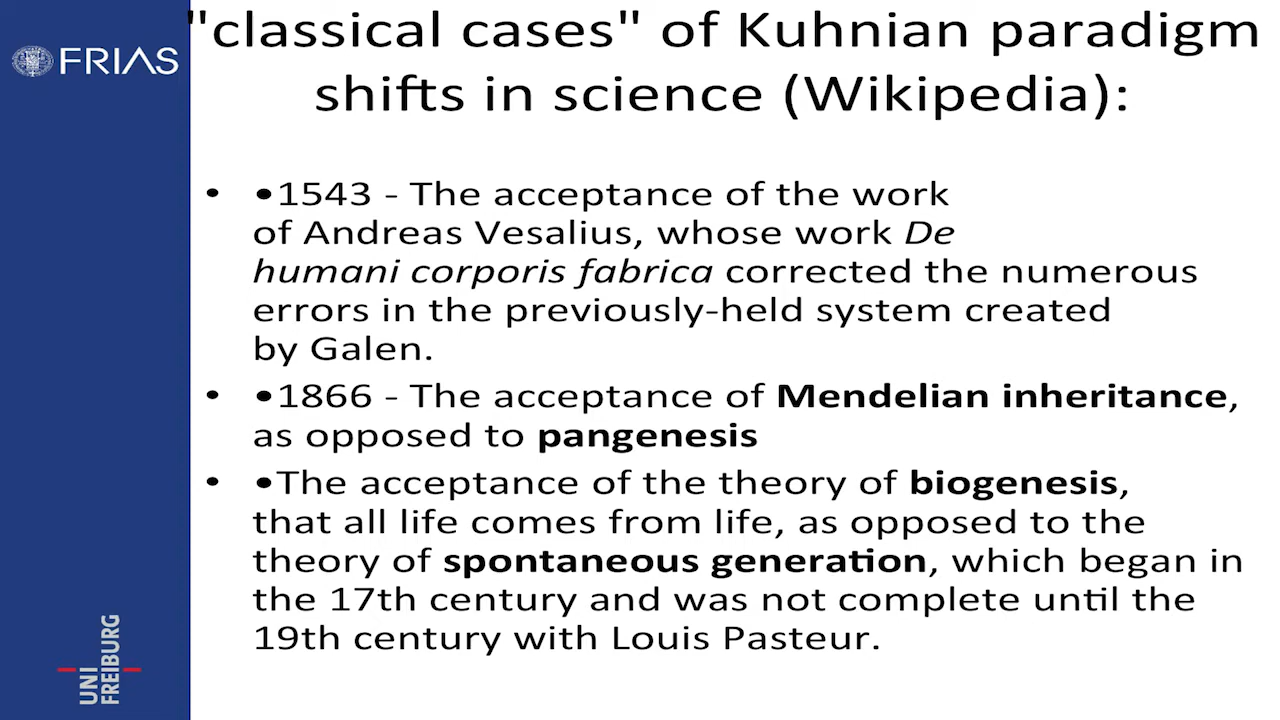 "classical cases" of Kuhnian paradigm
shifts in science (Wikipedia):
FRIAS
• •1543 - The acceptance of the work
of Andreas Vesalius, whose work De
humani corporis fabrica corrected the numerous
errors in the previously-held system created
by Galen.
• •1866 - The acceptance of Mendelian inheritance,
as opposed to pangenesis
• •The acceptance of the theory of biogenesis,
that all life comes from life, as opposed to the
theory of spontaneous generation, which began in
the 17th century and was not complete until the
19th century with Louis Pasteur.
UNI
FREIBURG